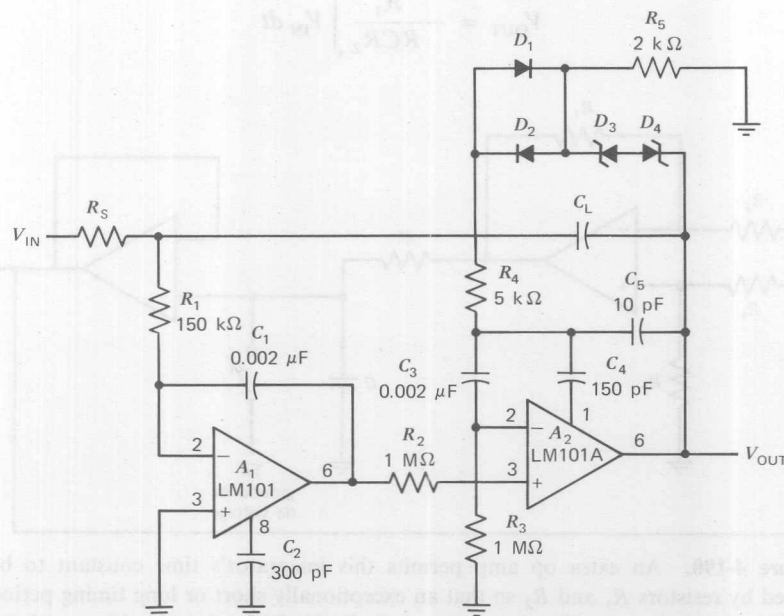 D1
R5
2 kΩ
D2
D3
D4
RS
VIN
CL
R1
150 kΩ
R4
5 kΩ
C5
10 pF
C1
0.002 μF
C3
0.002 μF
C4
150 pF
2
A1
LM101
6
3
8
R2
1 MΩ
2
1
A2
LM101A
6
3
VOUT
C2
300 pF
R3
1 MΩ